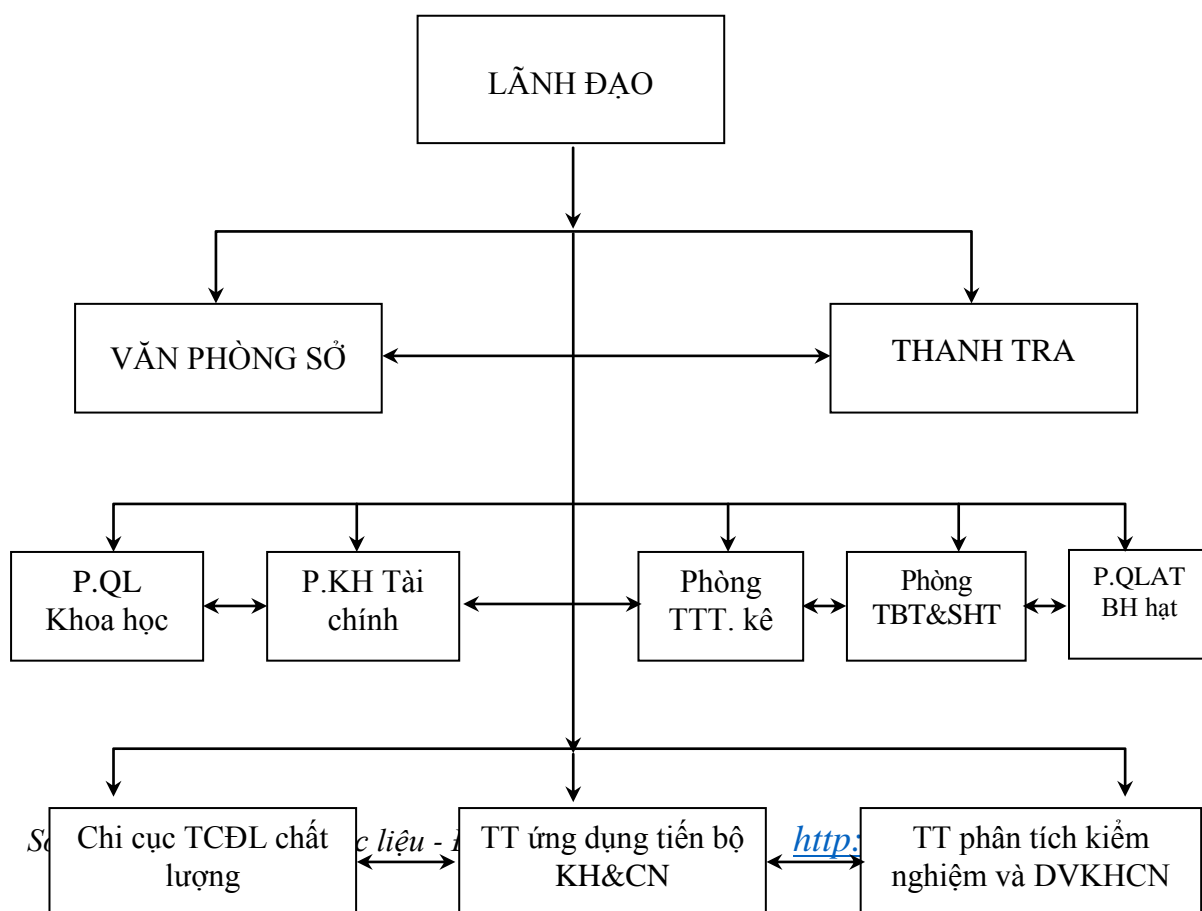 LÃNH ĐẠO
VĂN PHÒNG SỞ
THANH TRA
P.QL
Khoa học
P.KH Tài
chính
Phòng
TTT. kê
Phòng
TBT&SHT
P.QLAT
BH hạt
Chi cục TCĐL chất
lượng
liệu -
TT ứng dụng tiến bộ
KH&CN
http:
TT phân tích kiểm
nghiệm và DVKHCN